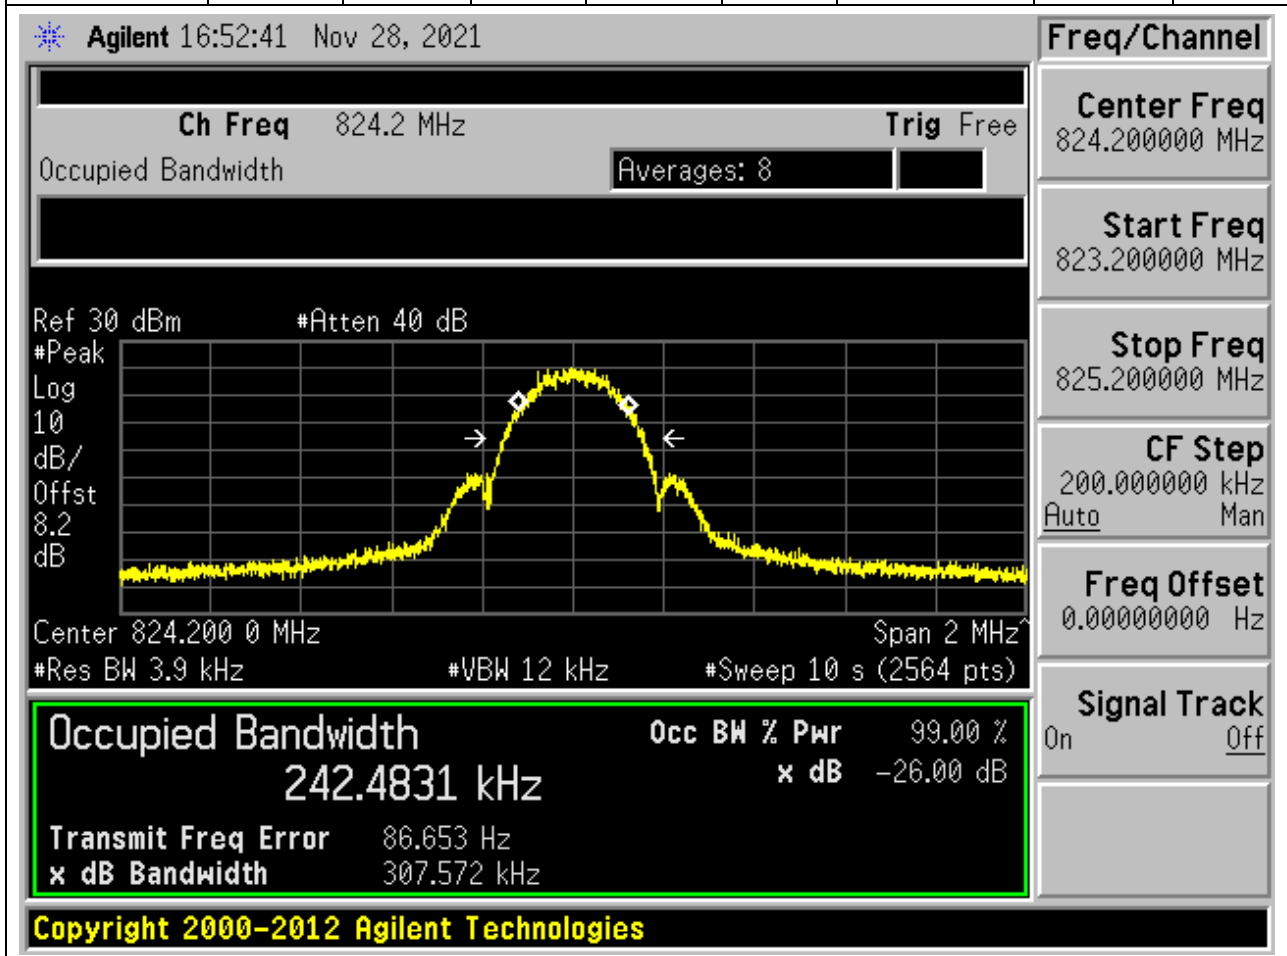 Agilent 16:52:41 Nov 28, 2021
Freq/Channel
Ch Freq 824.2 MHz Trig Free
Occupied Bandwidth Averages: 8
Center Freq
824.200000 MHz
Start Freq
823.200000 MHz
Stop Freq
825.200000 MHz
CF Step
200.000000 kHz
Auto Man
Freq Offset
0.00000000 Hz
Signal Track
On Off
Ref 30 dBm #Atten 40 dB
#Peak
Log
10
dB/
Offst
8.2
dB
Center 824.200 0 MHz Span 2 MHz^
#Res BW 3.9 kHz #VBW 12 kHz #Sweep 10 s (2564 pts)
Occupied Bandwidth Occ BW % Pwr 99.00 %
242.4831 kHz x dB -26.00 dB
Transmit Freq Error 86.653 Hz
x dB Bandwidth 307.572 kHz
Copyright 2000-2012 Agilent Technologies